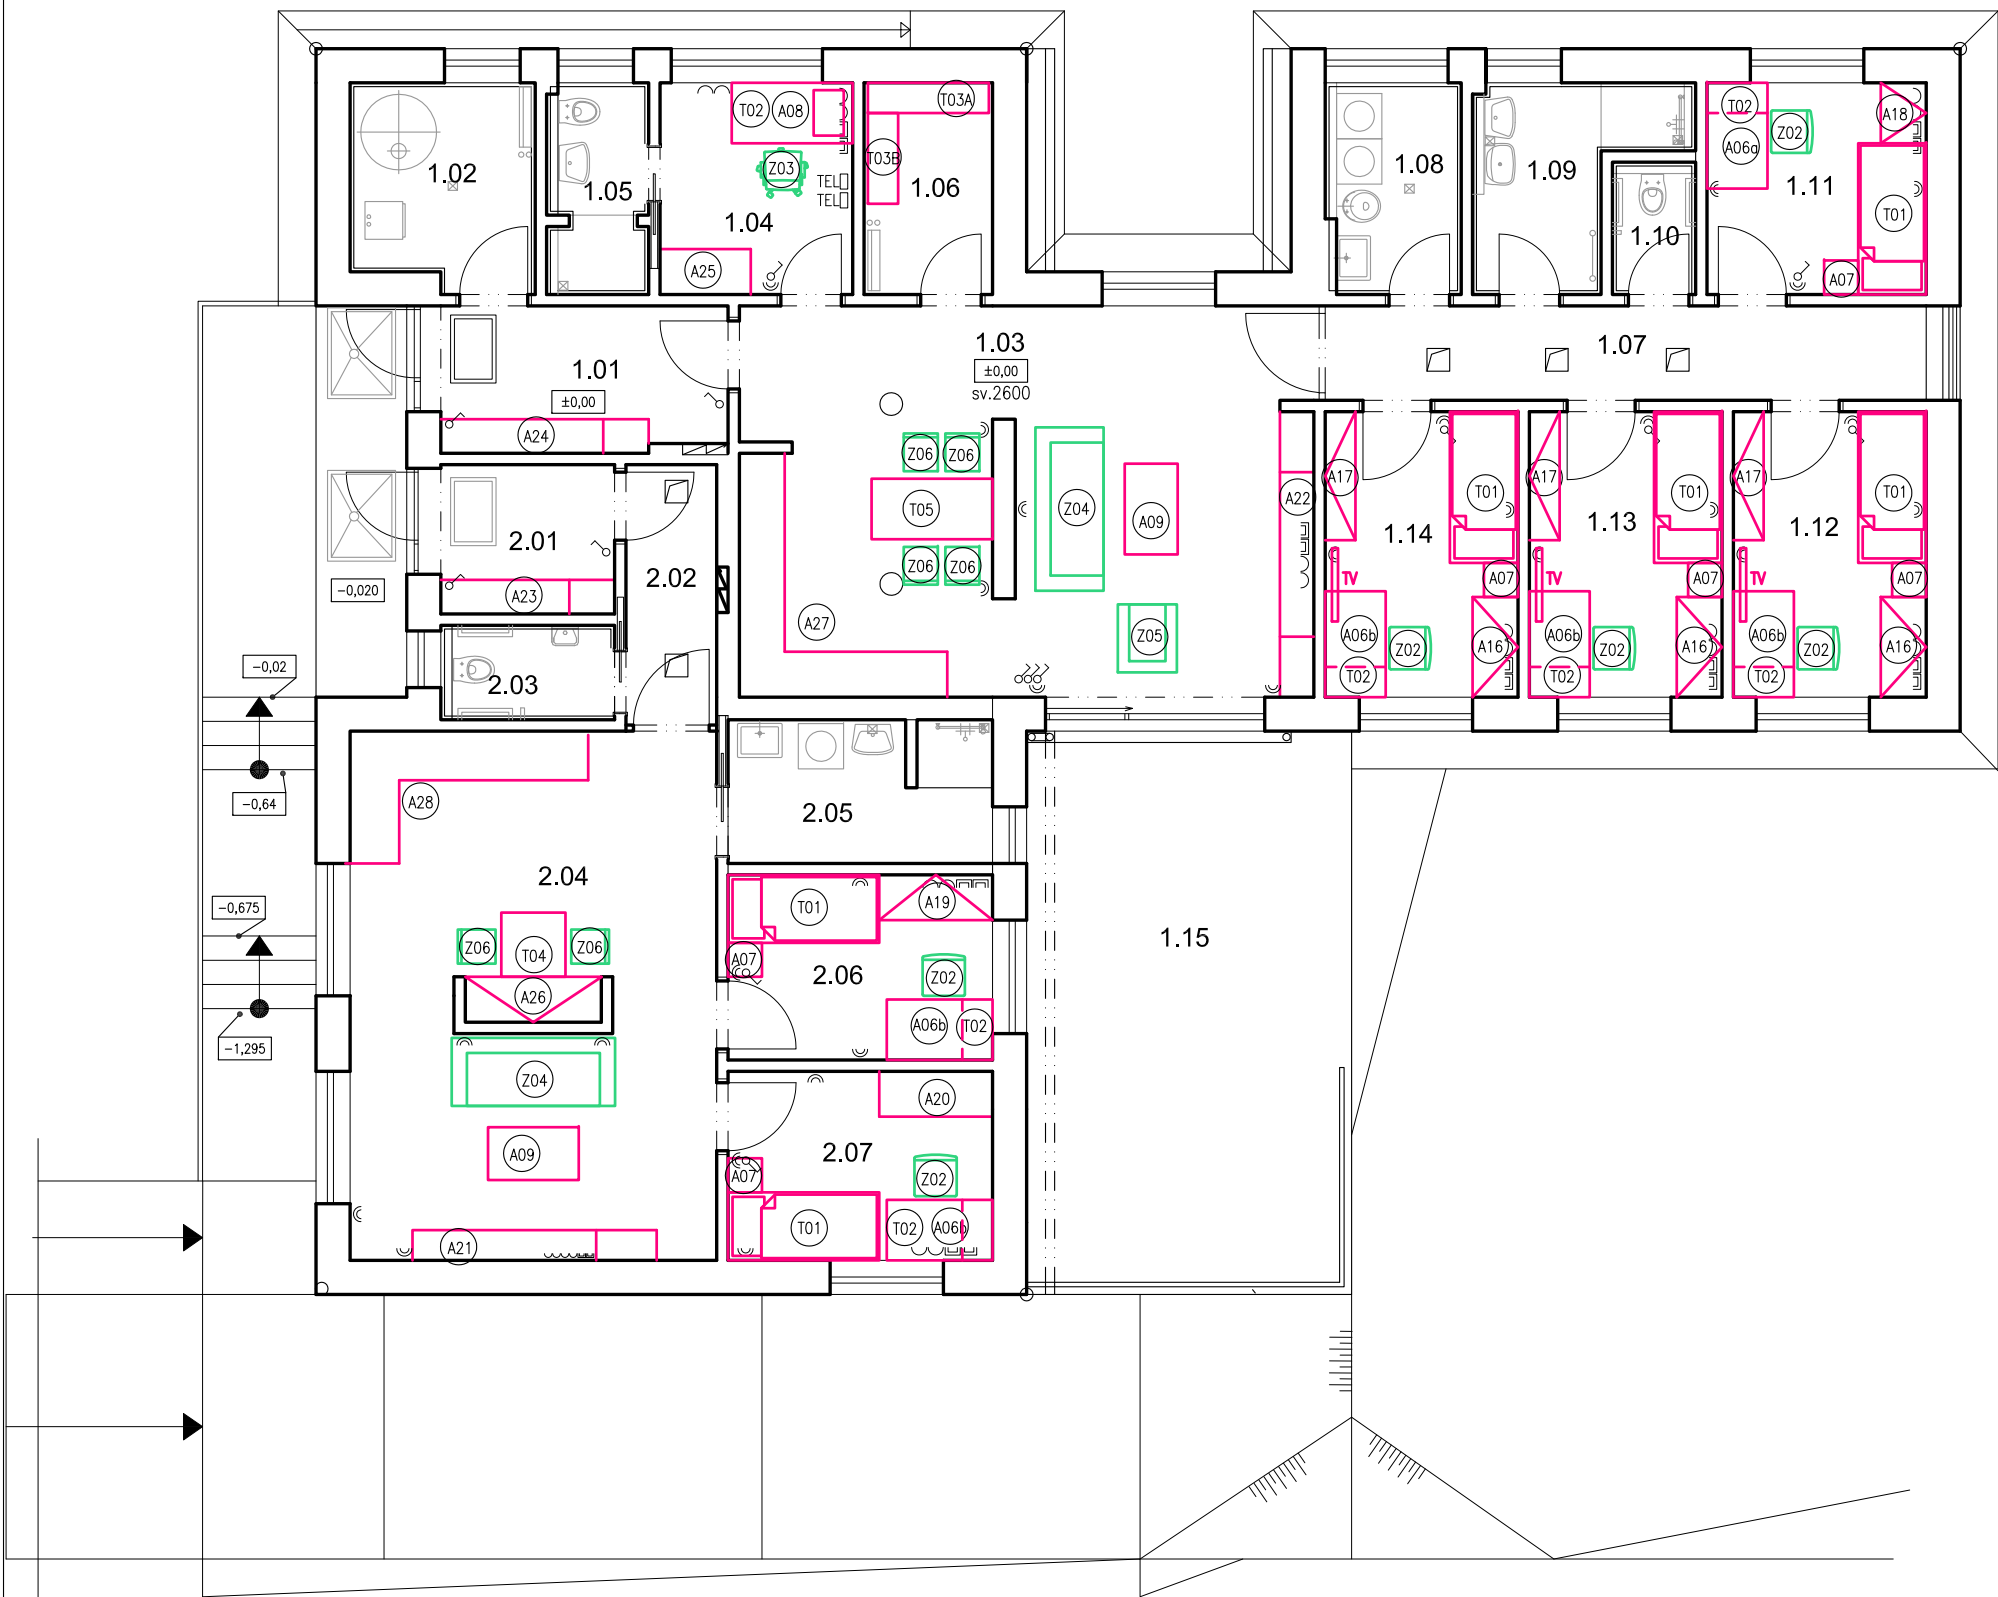 T02 A08 T03A T02 A18
T03B Z02 A06a
1.02 1.05 Z03 TEL 1.06 1.08 1.09 1.11
TEL
1.04 1.10 T01
A25 A07
1.01 1.03 1.07
±0,00 ±0,00
sv.2600
A24 Z06 Z06 A17 A17 A17
T05 Z04 A09 A22 T01 T01 T01
2.01 1.14 1.13 1.12
2.02 Z06 Z06 TV A07 TV A07 TV A07
-0,020 A23
A27 Z05 A06b Z02 A16 A06b Z02 A16 A06b Z02 A16
-0,02 2.03 T02 T02 T02
-0,64 A28 2.05
2.04
-0,675 T01 A19
Z06 T04 Z06 A07 2.06 Z02 1.15
A26
-1,295 A06b T02
Z04 A20
A09 2.07
A07 Z02
A21 T01 T02 A06b